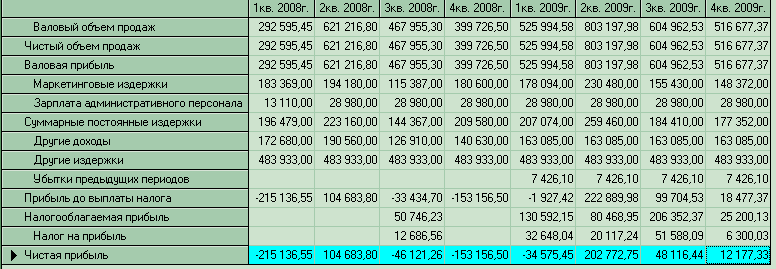 1кв. 2008г. 2кв. 2008г. 3кв. 2008г. 4кв. 2008г. 1кв. 2009г. 2кв. 2009г. 3кв. 2009г. 4кв. 2009г.
Валовый объем продаж 292 595,45 621 216,80 467 955,30 399 726,50 525 994,58 803 197,98 604 962,53 516 677,37
Чистый объем продаж 292 595,45 621 216,80 467 955,30 399 726,50 525 994,58 803 197,98 604 962,53 516 677,37
Валовая прибыль 292 595,45 621 216,80 467 955,30 399 726,50 525 994,58 803 197,98 604 962,53 516 677,37
Маркетинговые издержки 183 369,00 194 180,00 115 387,00 180 600,00 178 094,00 230 480,00 155 430,00 148 372,00
Зарплата административного персонала 13 110,00 28 980,00 28 980,00 28 980,00 28 980,00 28 980,00 28 980,00 28 980,00
Суммарные постоянные издержки 196 479,00 223 160,00 144 367,00 209 580,00 207 074,00 259 460,00 184 410,00 177 352,00
Другие доходы 172 680,00 190 560,00 126 910,00 140 630,00 163 085,00 163 085,00 163 085,00 163 085,00
Другие издержки 483 933,00 483 933,00 483 933,00 483 933,00 483 933,00 483 933,00 483 933,00 483 933,00
Убытки предыдущих периодов 7 426,10 7 426,10 7 426,10 7 426,10
Прибыль до выплаты налога -215 136,55 104 683,80 -33 434,70 -153 156,50 -1 927,42 222 889,98 99 704,53 18 477,37
Налогооблагаемая прибыль 50 746,23 130 592,15 80 468,95 206 352,37 25 200,13
Налог на прибыль 12 686,56 32 648,04 20 117,24 51 588,09 6 300,03
Чистая прибыль -215 136,55 104 683,80 -46 121,26 -153 156,50 -34 575,45 202 772,75 48 116,44 12 177,33